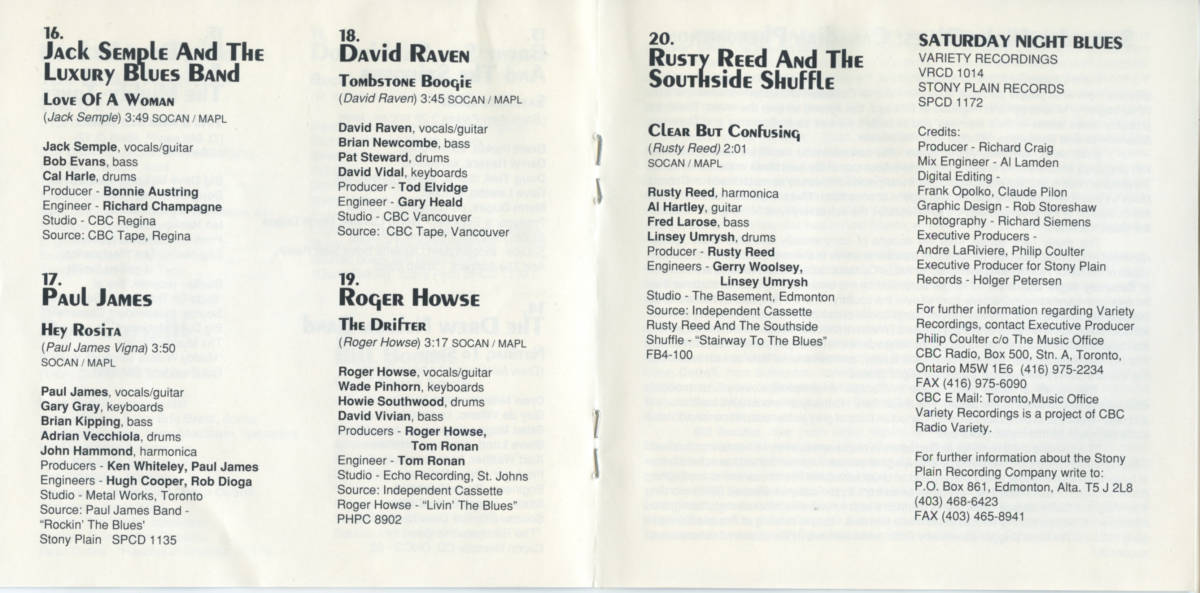 16.
Jack Semple And The
Luxury Blues Band
Love Of A Woman
(Jack Semple) 3:49 SOCAN / MAPL
Jack Semple, vocals/guitar
Bob Evans, bass
Cal Harle, drums
Producer - Bonnie Austring
Engineer - Richard Champagne
Studio - CBC Regina
Source: CBC Tape, Regina
17.
Paul James
Hey Rosita
(Paul James Vigna) 3:50
SOCAN / MAPL
Paul James, vocals/guitar
Gary Gray, keyboards
Brian Kipping, bass
Adrian Vecchiola, drums
John Hammond, harmonica
Producers - Ken Whiteley, Paul James
Engineers - Hugh Cooper, Rob Dioga
Studio - Metal Works, Toronto
Source: Paul James Band -
“Rockin' The Blues'
Stony Plain SPCD 1135
18.
David Raven
Tombstone Boogie
(David Raven) 3:45 SOCAN / MAPL
David Raven, vocals/guitar
Brian Newcombe, bass
Pat Steward, drums
David Vidal, keyboards
Producer - Tod Elvidge
Engineer - Gary Heald
Studio - CBC Vancouver
Source: CBC Tape, Vancouver
19.
Roger Howse
The Drifter
(Roger Howse) 3:17 SOCAN / MAPL
Roger Howse, vocals/guitar
Wade Pinhorn, keyboards
Howie Southwood, drums
David Vivian, bass
Producers - Roger Howse,
Tom Ronan
Engineer - Tom Ronan
Studio - Echo Recording, St. Johns
Source: Independent Cassette
Roger Howse - “Livin' The Blues”
PHPC 8902
20.
Rusty Reed And The
Southside Shuffle
Clear But Confusing
(Rusty Reed) 2:01
SOCAN / MAPL
Rusty Reed, harmonica
Al Hartley, guitar
Fred Larose, bass
Linsey Umrysh, drums
Producer - Rusty Reed
Engineers - Gerry Woolsey,
Linsey Umrysh
Studio - The Basement, Edmonton
Source: Independent Cassette
Rusty Reed And The Southside
Shuffle - “Stairway To The Blues”
FB4-100
SATURDAY NIGHT BLUES
VARIETY RECORDINGS
VRCD 1014
STONY PLAIN RECORDS
SPCD 1172
Credits:
Producer - Richard Craig
Mix Engineer - Al Lamden
Digital Editing -
Frank Opolko, Claude Pilon
Graphic Design - Rob Storeshaw
Photography - Richard Siemens
Executive Producers -
Andre LaRiviere, Philip Coulter
Executive Producer for Stony Plain
Records - Holger Petersen
For further information regarding Variety
Recordings, contact Executive Producer
Philip Coulter c/o The Music Office
CBC Radio, Box 500, Stn. A, Toronto,
Ontario M5W 1E6 (416) 975-2234
FAX (416) 975-6090
CBC E Mail: Toronto,Music Office
Variety Recordings is a project of CBC
Radio Variety.
For further information about the Stony
Plain Recording Company write to:
P.O. Box 861, Edmonton, Alta. T5 J 2L8
(403) 468-6423
FAX (403) 465-8941